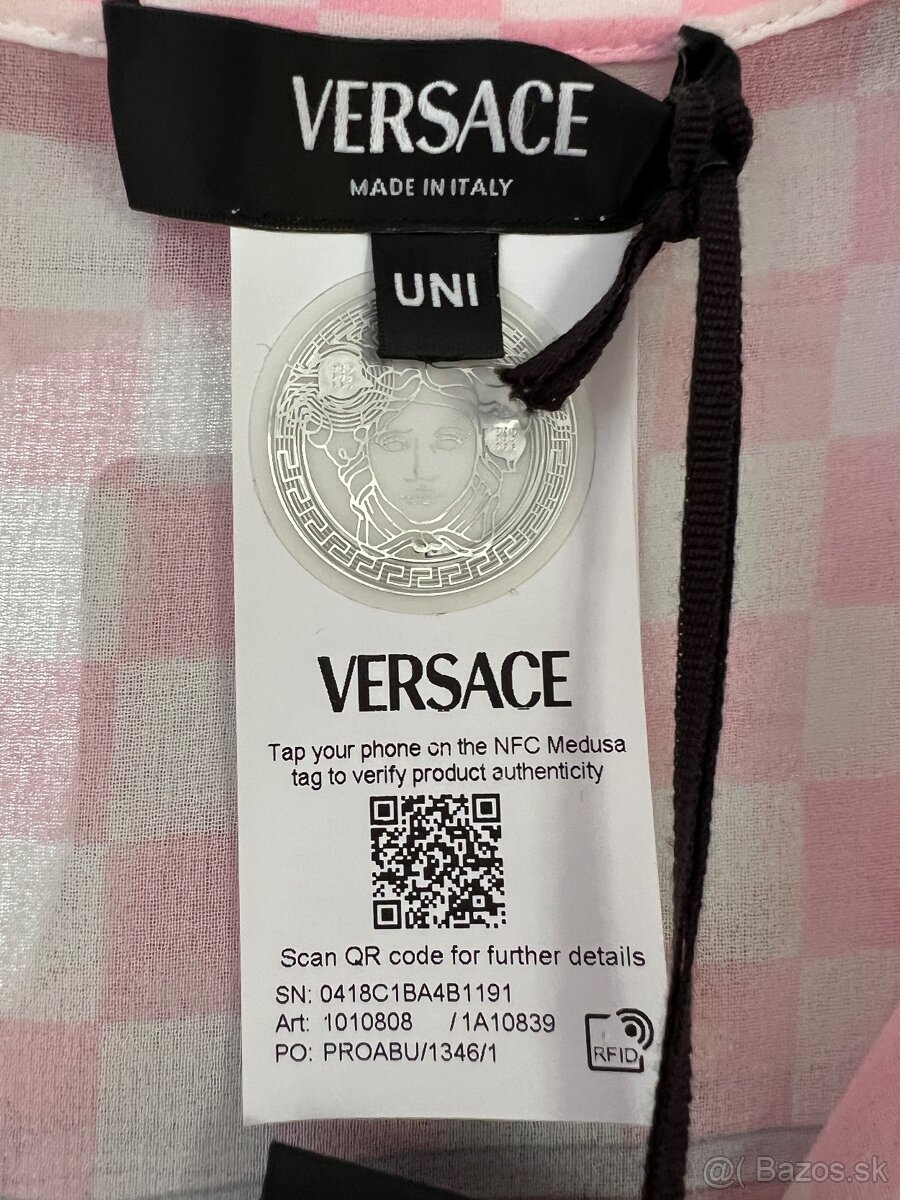 VERSACE
MADE IN ITALY
UNI
VERSACE
Tap your phone on the NFC Medusa
tag to verify product authenticity
Scan QR code for further details
SN: 0418C1BA4B1191
Art: 1010808 /1A10839
PO: PROABU/1346/1
RFID
@( Bazos.sk